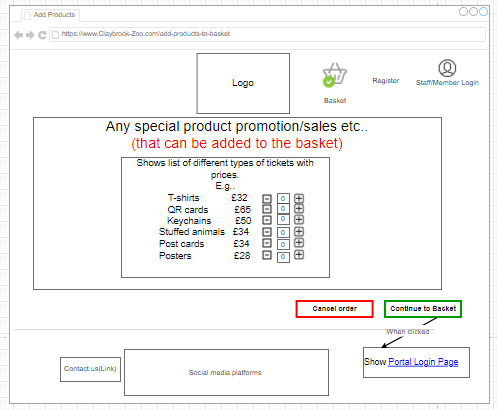 Add Products
https://www.Claybrook-Zoo.com/add-products-to-basket
Logo
Basket
Register
Staff/Member Login
Any special product promotion/sales etc..
(that can be added to the basket)
Shows list of different types of tickets with
prices.
E.g..
T-shirts £32 0
QR cards £65 0
Keychains £50 0
Stuffed animals £34 0
Post cards £34 0
Posters £28 0
Cancel order
Continue to Basket
When clicked
Contact us(Link)
Social media platforms
Show Portal Login Page